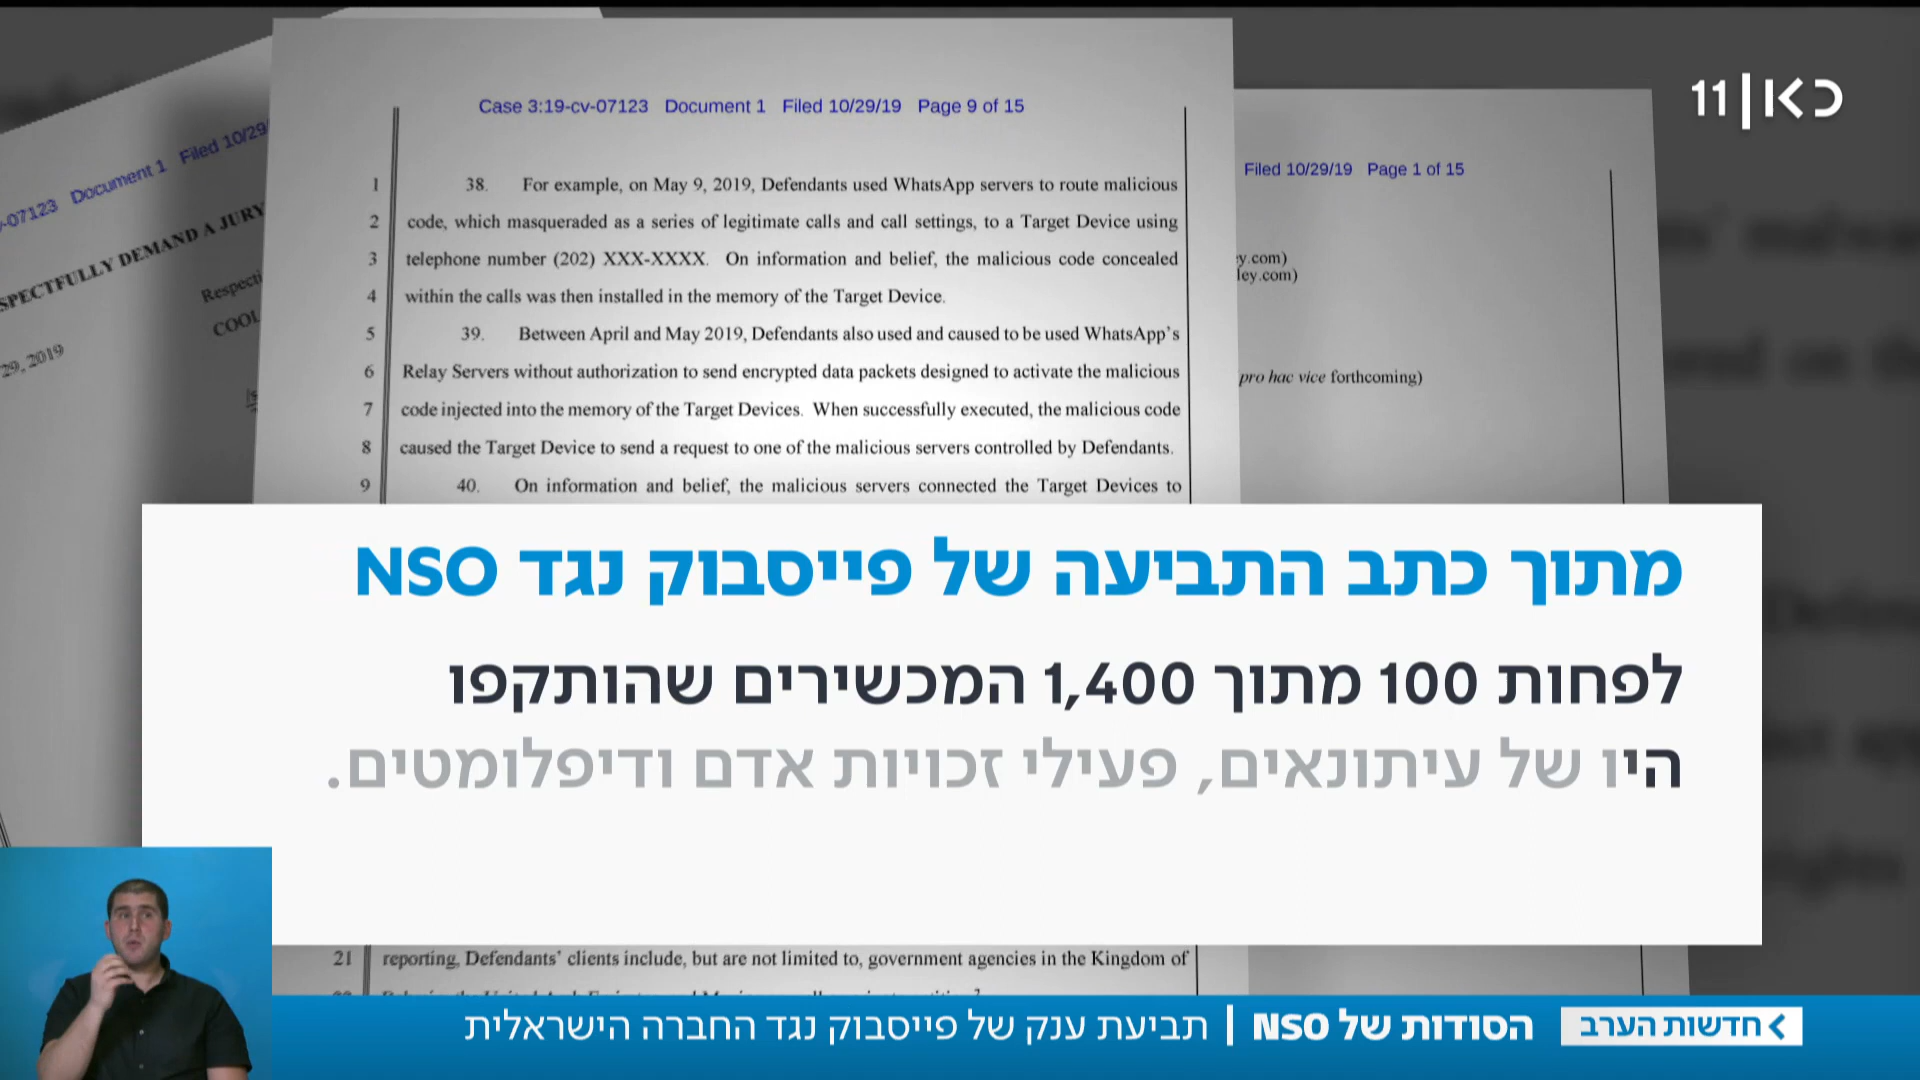 כאן 11
-07123 Document 1 Filed 10/29
SPECTFULLY DEMAND A JURY
COOL
29, 2019
Case 3:19-cv-07123 Document 1 Filed 10/29/19 Page 9 of 15
1 38. For example, on May 9, 2019, Defendants used WhatsApp servers to route malicious
2 code, which masqueraded as a series of legitimate calls and call settings, to a Target Device using
3 telephone number (202) XXX-XXXX. On information and belief, the malicious code concealed
4 within the calls was then installed in the memory of the Target Device.
5 39. Between April and May 2019, Defendants also used and caused to be used WhatsApp’s
6 Relay Servers without authorization to send encrypted data packets designed to activate the malicious
7 code injected into the memory of the Target Devices. When successfully executed, the malicious code
8 caused the Target Device to send a request to one of the malicious servers controlled by Defendants.
9 40. On information and belief, the malicious servers connected the Target Devices to
Filed 10/29/19 Page 1 of 15
y.com)
ley.com)
pro hac vice forthcoming)
מתוך כתב התביעה של פייסבוק נגד NSO
לפחות 100 מתוך 1,400 המכשירים שהותקפו
היו של עיתונאים, פעילי זכויות אדם ודיפלומטים.
21 reporting, Defendants’ clients include, but are not limited to, government agencies in the Kingdom of
חדשות הערב
הסודות של NSO | תביעת ענק של פייסבוק נגד החברה הישראלית